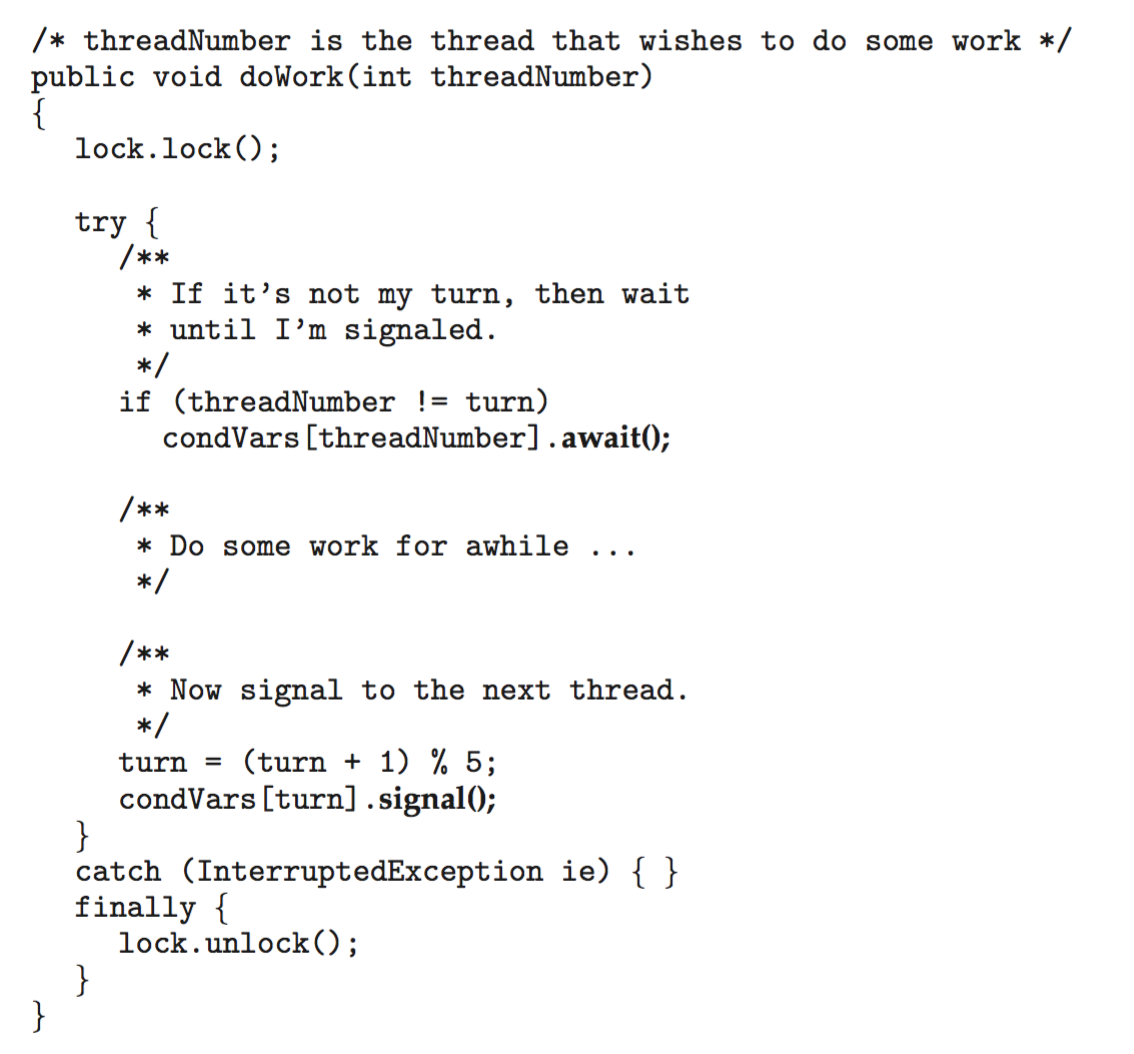 /* threadNumber is the thread that wishes to do some work */
public void doWork(int threadNumber)
{
   lock.lock();

   try {
      /**
       * If it's not my turn, then wait
       * until I'm signaled.
       */
      if (threadNumber != turn)
         condVars[threadNumber].await();

      /**
       * Do some work for awhile ...
       */

      /**
       * Now signal to the next thread.
       */
      turn = (turn + 1) % 5;
      condVars[turn].signal();
   }
   catch (InterruptedException ie) { }
   finally {
      lock.unlock();
   }
}